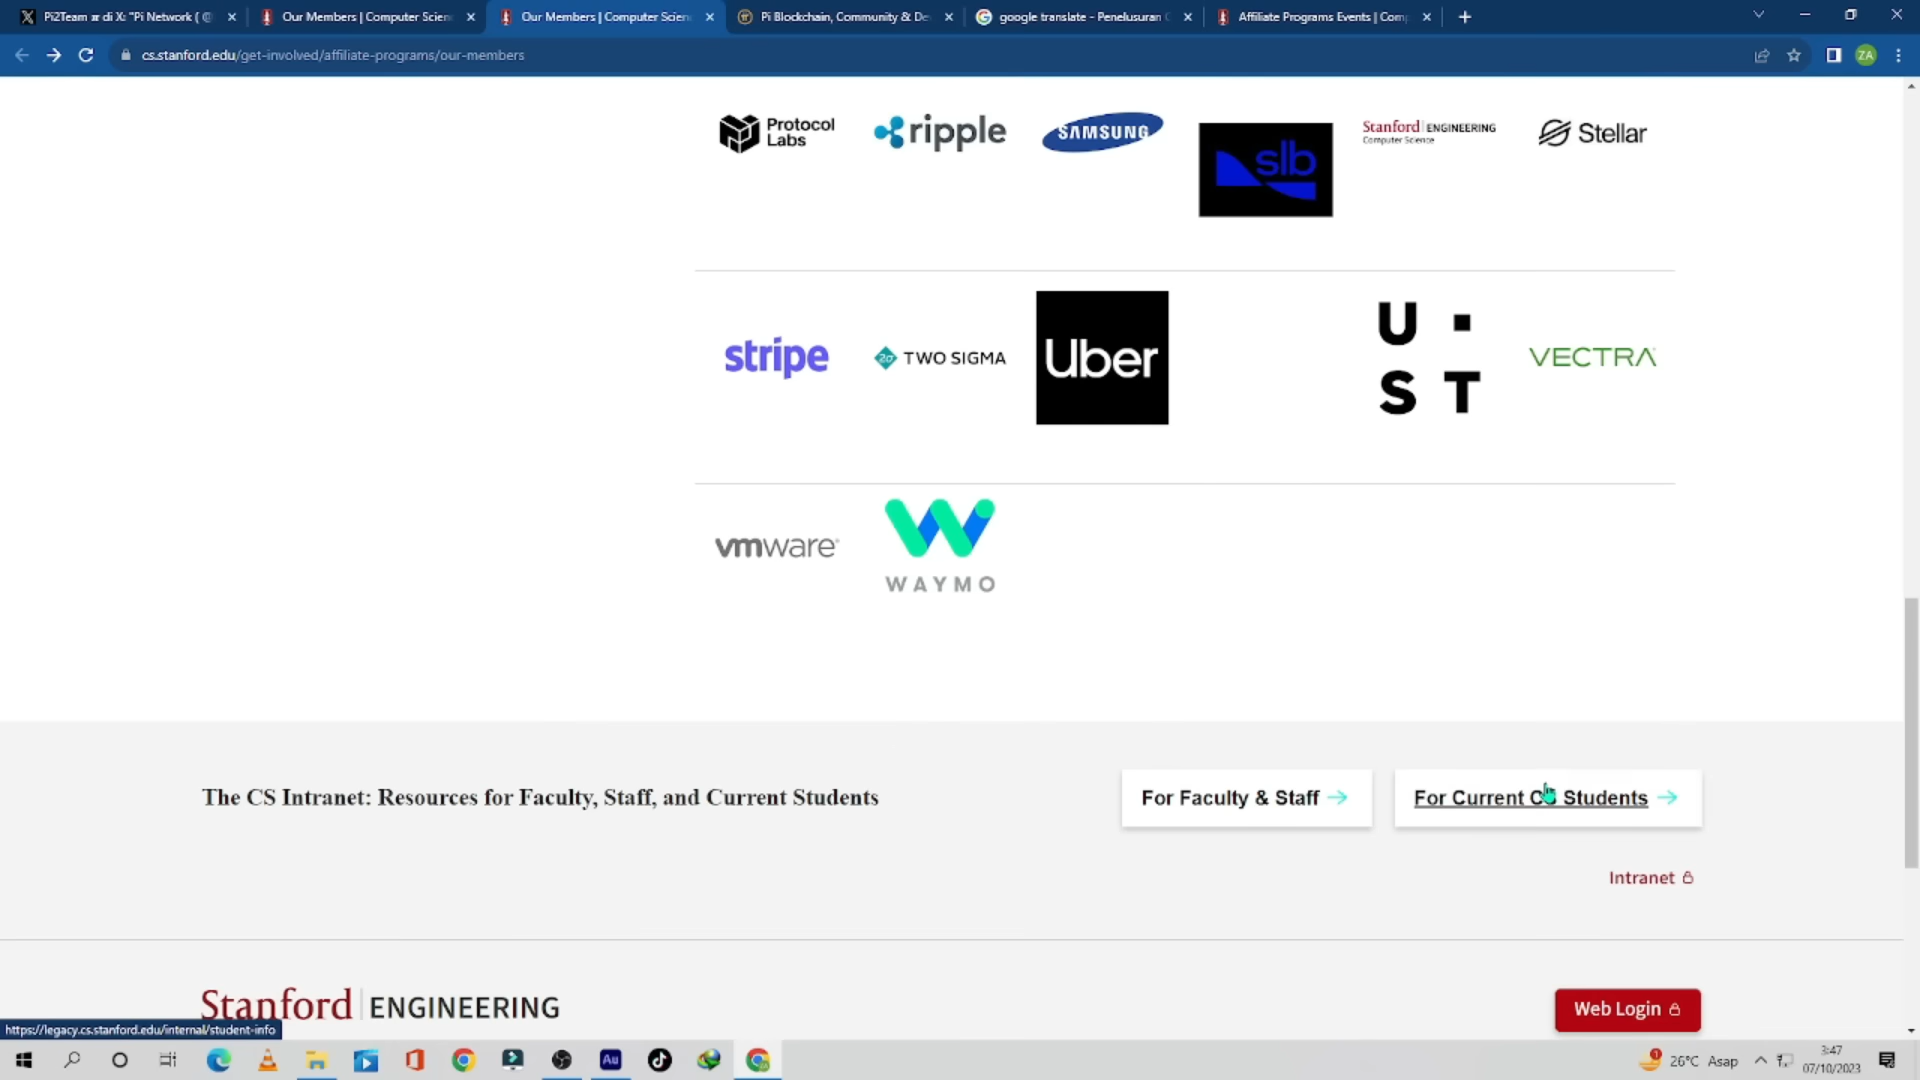 Pi2Team π di X: "Pi Network (
Our Members | Computer Scien
Our Members | Computer Scien
Pi Blockchain, Community & De
google translate - Penelusuran
Affiliate Programs Events | Com
cs.stanford.edu/get-involved/affiliate-programs/our-members
ZA
Protocol
Labs
ripple
SAMSUNG
slb
Stanford | ENGINEERING
Computer Science
Stellar
stripe
2σ TWO SIGMA
Uber
U
S T
VECTRA
vmware
WAYMO
The CS Intranet: Resources for Faculty, Staff, and Current Students
For Faculty & Staff →
For Current CS Students →
Intranet
Stanford | ENGINEERING
Web Login
https://legacy.cs.stanford.edu/internal/student-info
Au
1
26°C Asap
3:47
07/10/2023